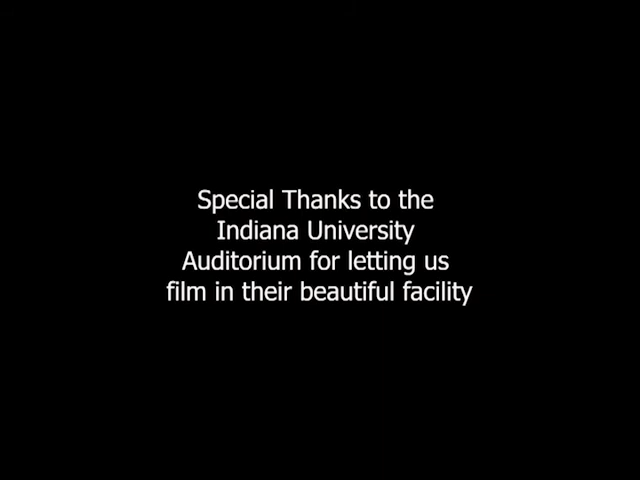 Special Thanks to the
Indiana University
Auditorium for letting us
film in their beautiful facility